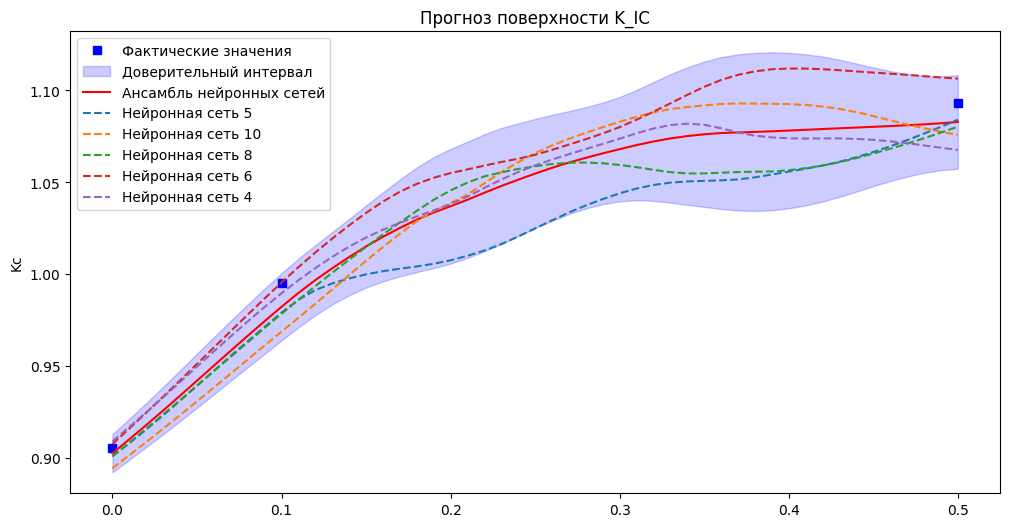 Прогноз поверхности K_IC
Фактические значения
Доверительный интервал
Ансамбль нейронных сетей
Нейронная сеть 5
Нейронная сеть 10
Нейронная сеть 8
Нейронная сеть 6
Нейронная сеть 4
Kc
1.10
1.05
1.00
0.95
0.90
0.0 0.1 0.2 0.3 0.4 0.5